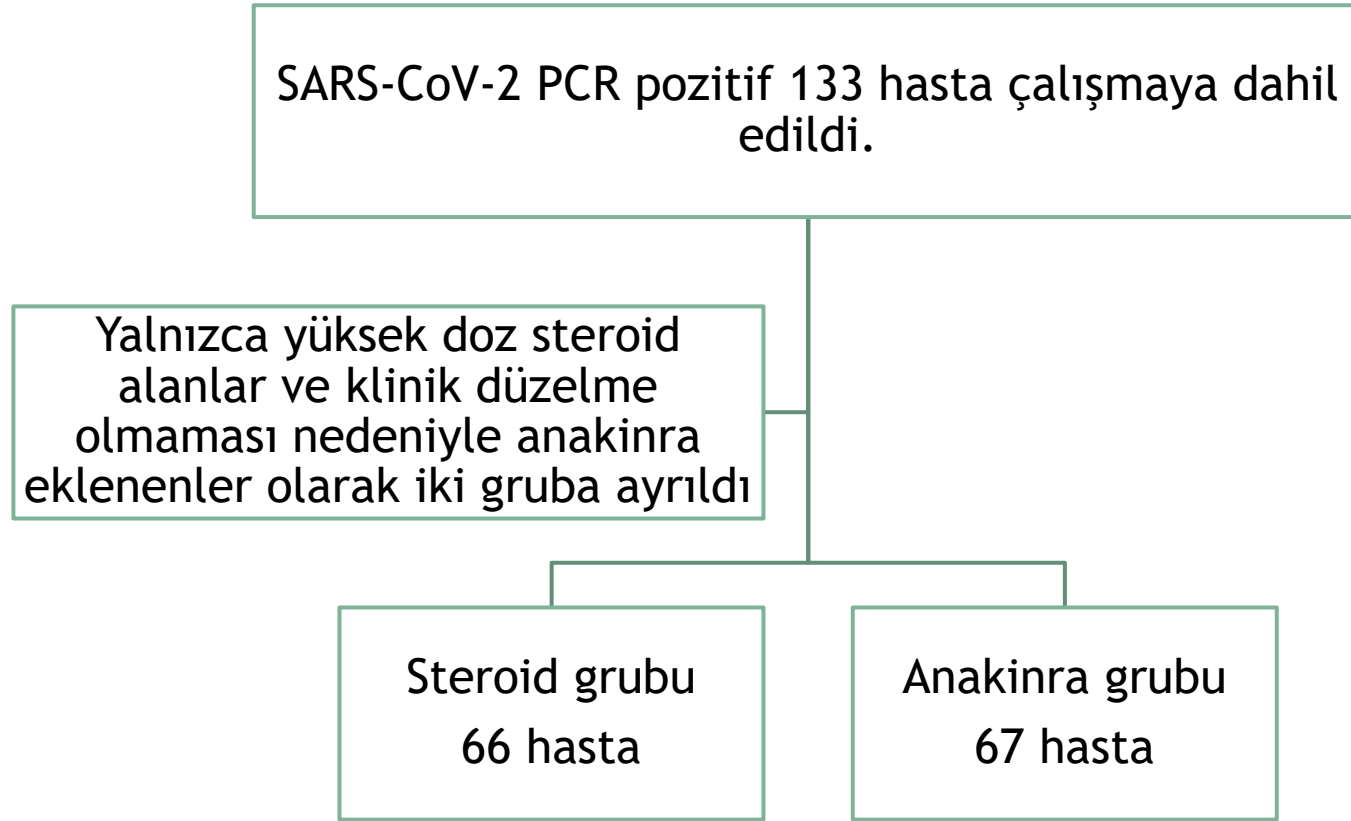 SARS-CoV-2 PCR pozitif 133 hasta çalışmaya dahil
edildi.
Yalnızca yüksek doz steroid
alanlar ve klinik düzelme
olmaması nedeniyle anakinra
eklenenler olarak iki gruba ayrıldı
Steroid grubu
66 hasta
Anakinra grubu
67 hasta